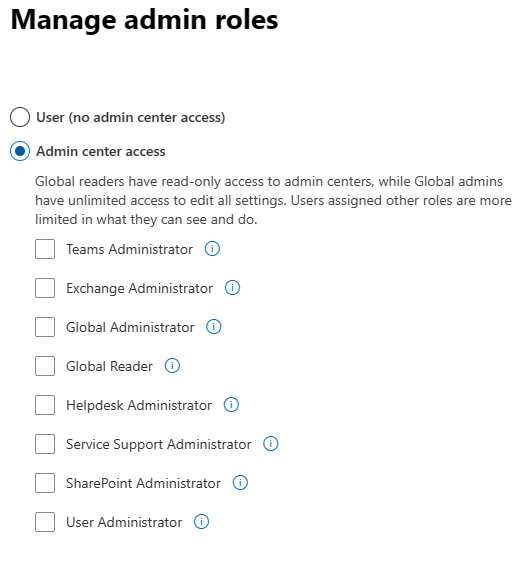 Manage admin roles
User (no admin center access)
Admin center access
Global readers have read-only access to admin centers, while Global admins
have unlimited access to edit all settings. Users assigned other roles are more
limited in what they can see and do.
Teams Administrator
Exchange Administrator
Global Administrator
Global Reader
Helpdesk Administrator
Service Support Administrator
SharePoint Administrator
User Administrator